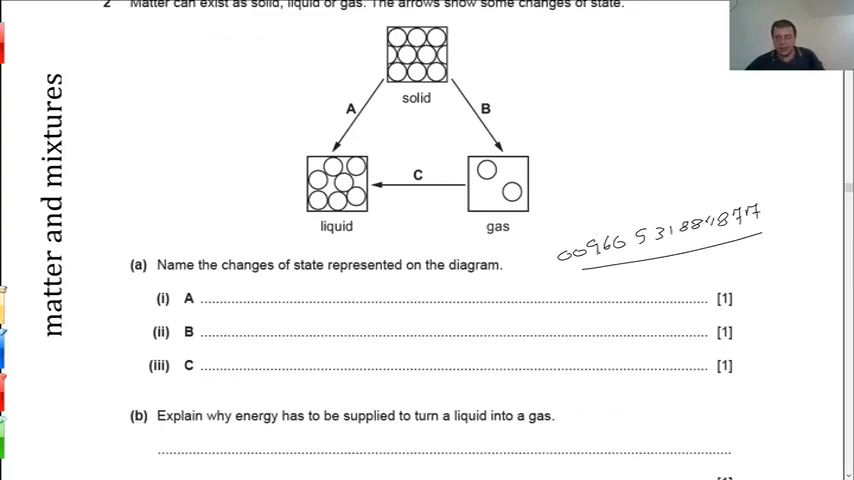 2 Matter can exist as solid, liquid or gas. The arrows show some changes of state.
matter and mixtures
solid
A
B
C
liquid
gas
00966 531884877
(a) Name the changes of state represented on the diagram.
(i) A ........................................ [1]
(ii) B ........................................ [1]
(iii) C ........................................ [1]
(b) Explain why energy has to be supplied to turn a liquid into a gas.
........................................
[1]